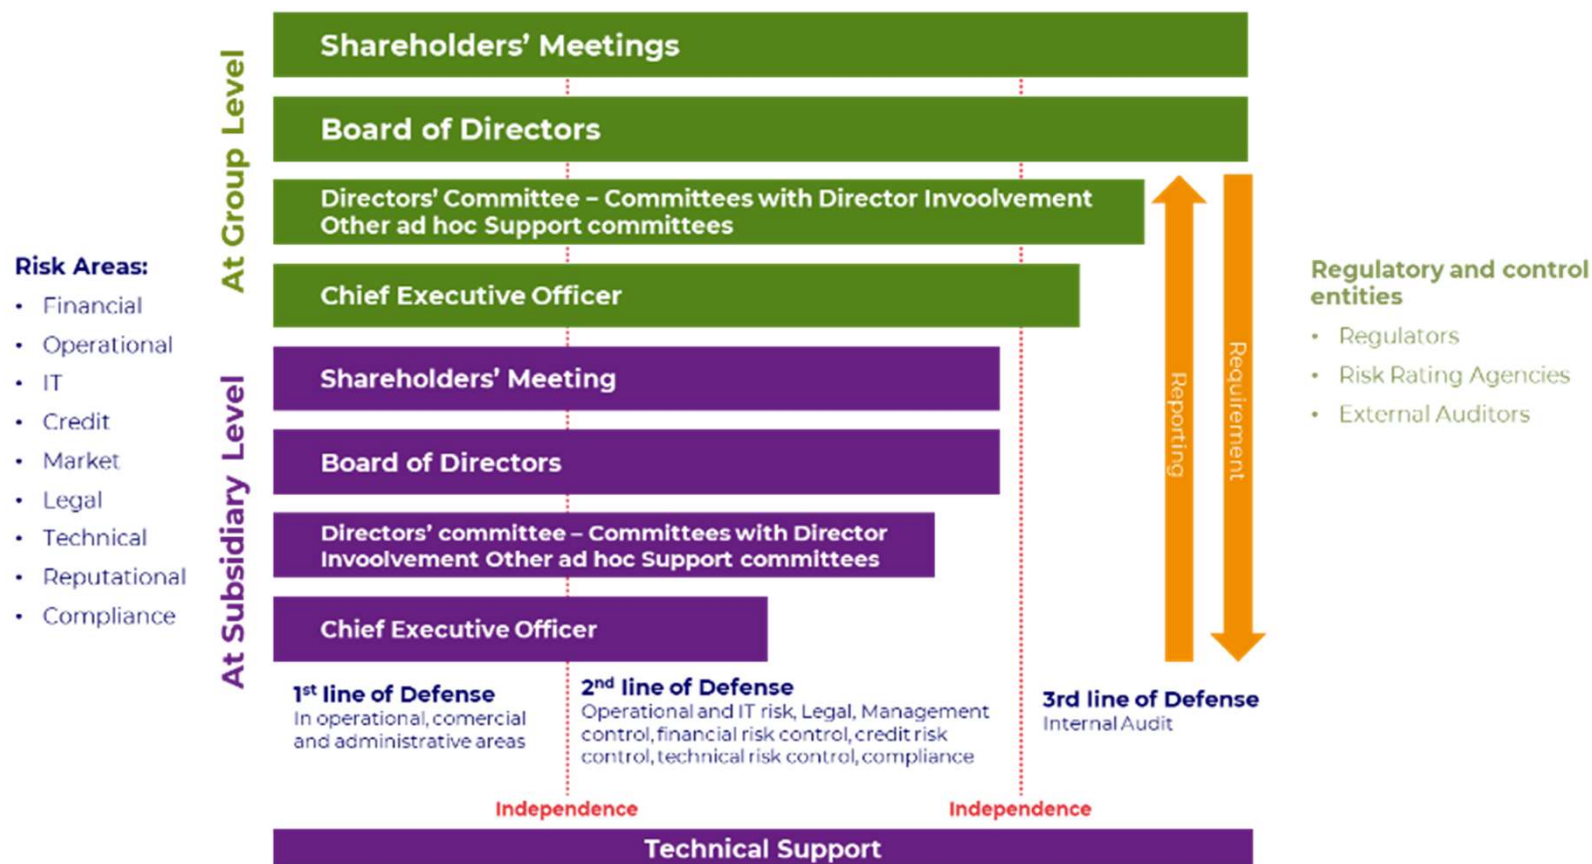 Shareholders’ Meetings
Board of Directors
Directors’ Committee – Committees with Director Invoolvement
Other ad hoc Support committees
Chief Executive Officer
At Group Level
Shareholders’ Meeting
Board of Directors
Directors’ committee – Committees with Director
Invoolvement Other ad hoc Support committees
Chief Executive Officer
At Subsidiary Level
Risk Areas:
• Financial
• Operational
• IT
• Credit
• Market
• Legal
• Technical
• Reputational
• Compliance
Reporting
Requirement
Regulatory and control
entities
• Regulators
• Risk Rating Agencies
• External Auditors
1st line of Defense
In operational, comercial
and administrative areas
2nd line of Defense
Operational and IT risk, Legal, Management
control, financial risk control, credit risk
control, technical risk control, compliance
3rd line of Defense
Internal Audit
Independence
Independence
Technical Support